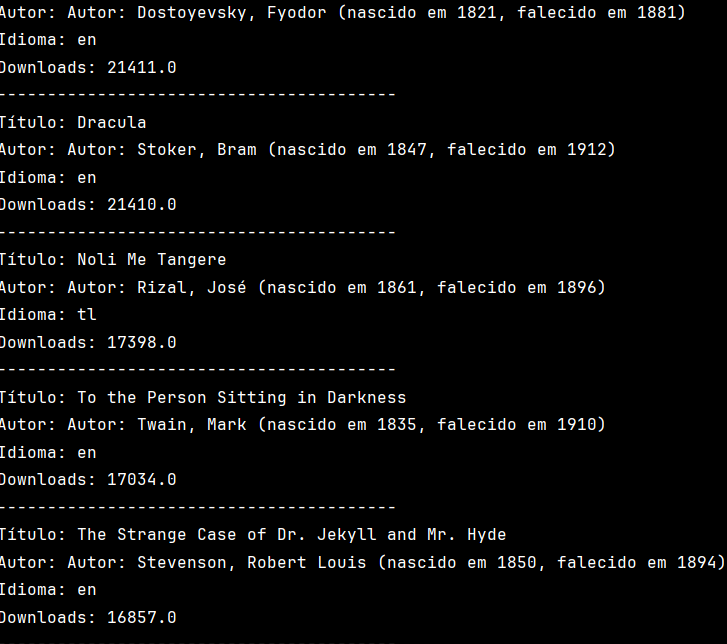 Autor: Autor: Dostoyevsky, Fyodor (nascido em 1821, falecido em 1881)
Idioma: en
Downloads: 21411.0
----------------------------------------
Título: Dracula
Autor: Autor: Stoker, Bram (nascido em 1847, falecido em 1912)
Idioma: en
Downloads: 21410.0
----------------------------------------
Título: Noli Me Tangere
Autor: Autor: Rizal, José (nascido em 1861, falecido em 1896)
Idioma: tl
Downloads: 17398.0
----------------------------------------
Título: To the Person Sitting in Darkness
Autor: Autor: Twain, Mark (nascido em 1835, falecido em 1910)
Idioma: en
Downloads: 17034.0
----------------------------------------
Título: The Strange Case of Dr. Jekyll and Mr. Hyde
Autor: Autor: Stevenson, Robert Louis (nascido em 1850, falecido em 1894)
Idioma: en
Downloads: 16857.0
----------------------------------------